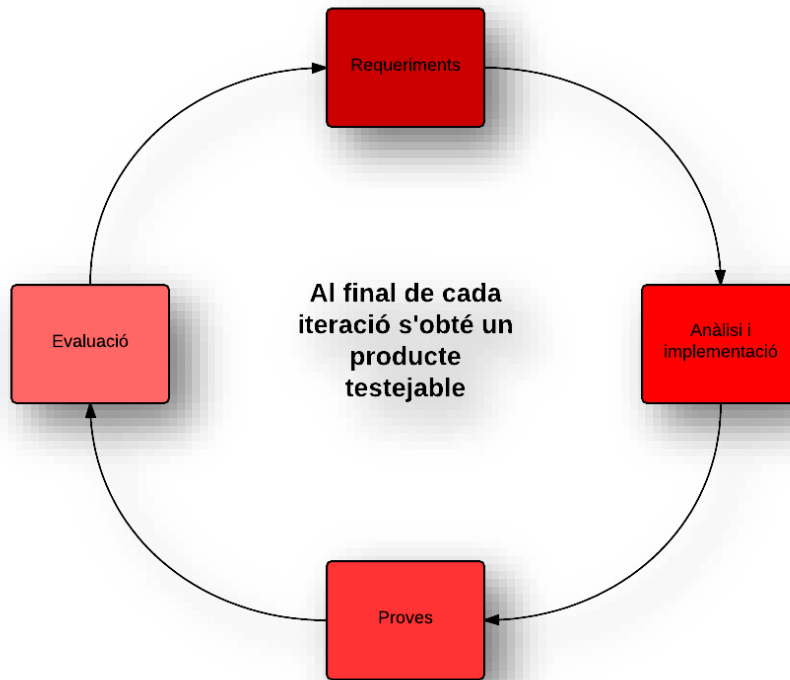 Requeriments
Al final de cada
iteració s'obté un
producte
testejable
Evaluació
Anàlisi i
implementació
Proves